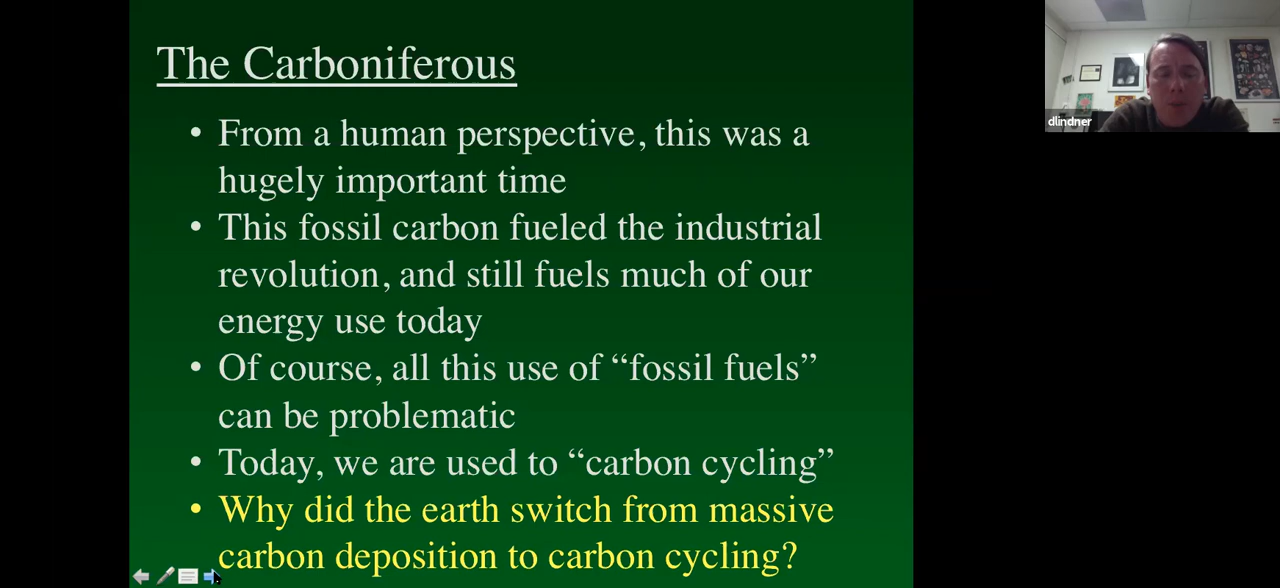 The Carboniferous
• From a human perspective, this was a
hugely important time
• This fossil carbon fueled the industrial
revolution, and still fuels much of our
energy use today
• Of course, all this use of “fossil fuels”
can be problematic
• Today, we are used to “carbon cycling”
• Why did the earth switch from massive
carbon deposition to carbon cycling?
dlindner